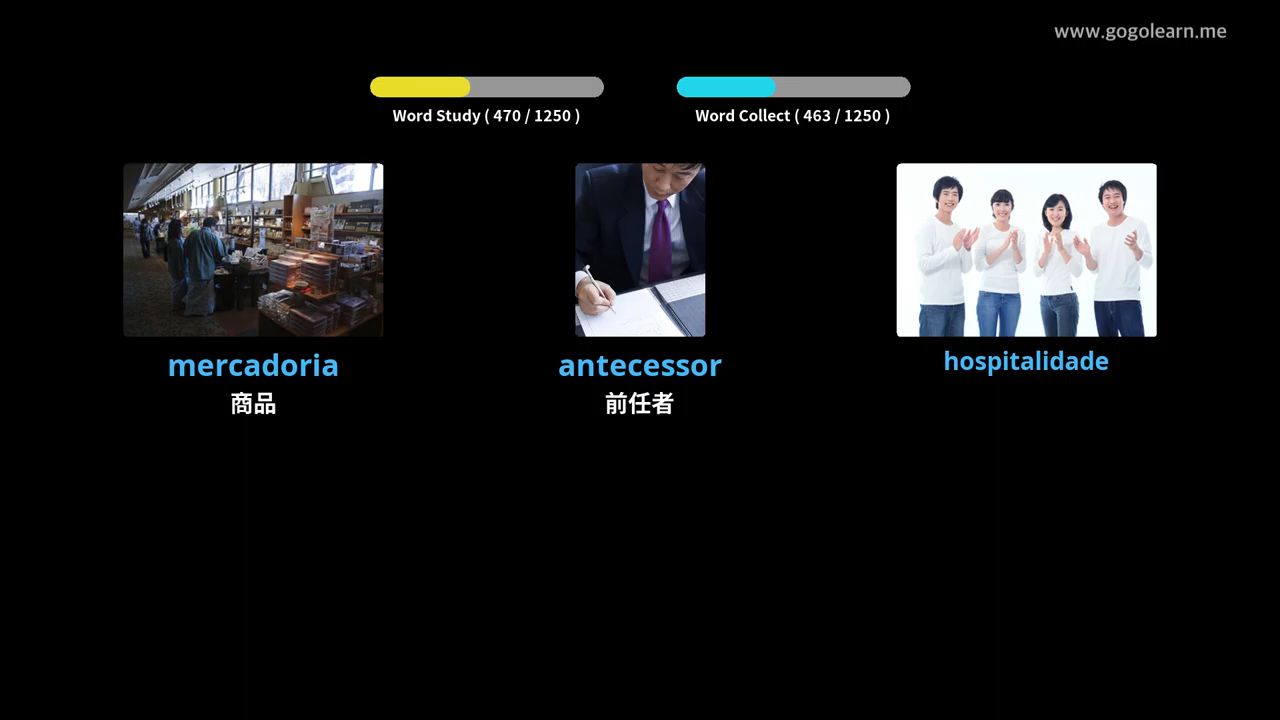 www.gogolearn.me
Word Study ( 470 / 1250 )
Word Collect ( 463 / 1250 )
mercadoria
antecessor
hospitalidade
商品
前任者